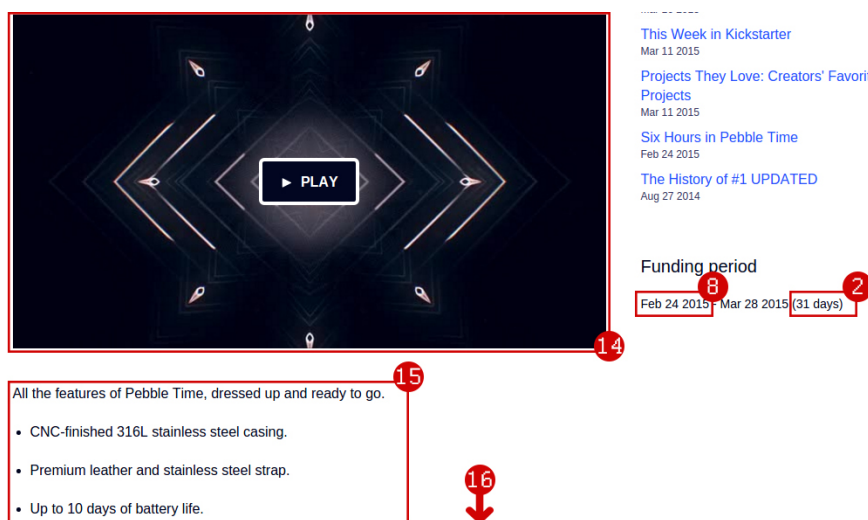 This Week in Kickstarter
Mar 11 2015
Projects They Love: Creators' Favorit
Projects
Mar 11 2015
Six Hours in Pebble Time
Feb 24 2015
The History of #1 UPDATED
Aug 27 2014
► PLAY
Funding period
8
2
Feb 24 2015 - Mar 28 2015 (31 days)
14
15
All the features of Pebble Time, dressed up and ready to go.
• CNC-finished 316L stainless steel casing.
• Premium leather and stainless steel strap.
16
• Up to 10 days of battery life.